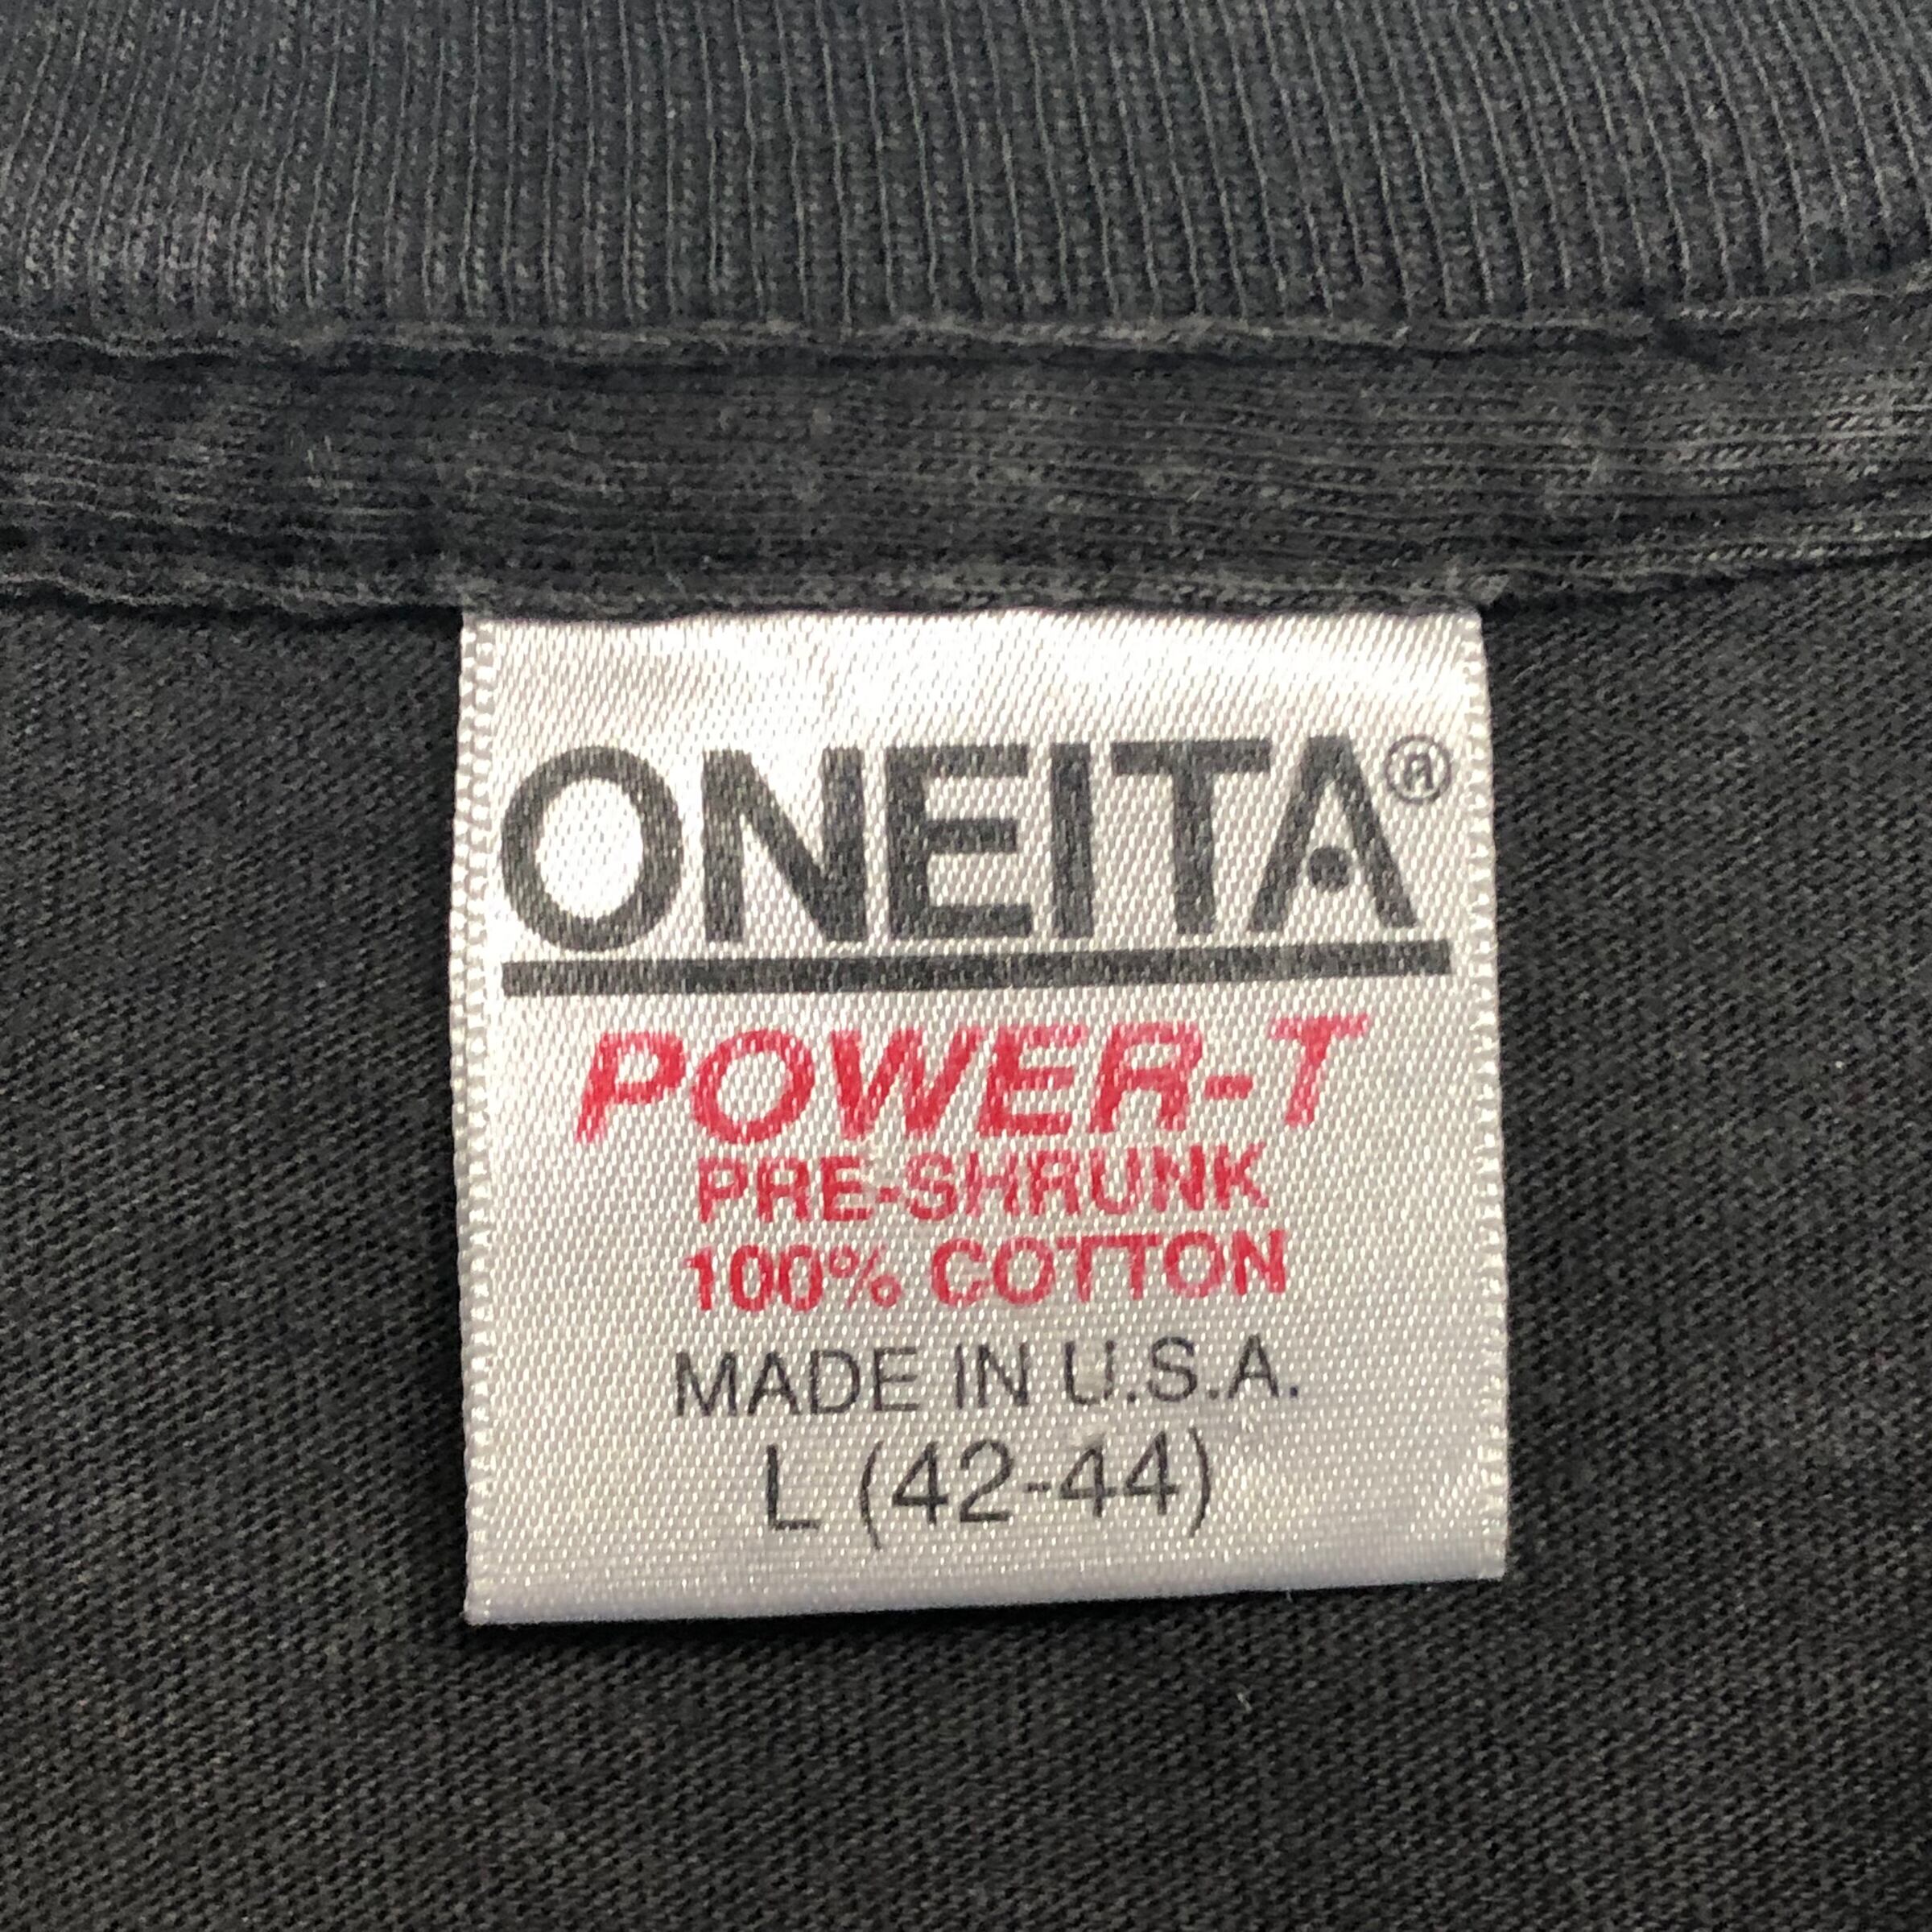 ONEITA®
POWER-T
PRE-SHRUNK
100% COTTON
MADE IN U.S.A.
L (42-44)